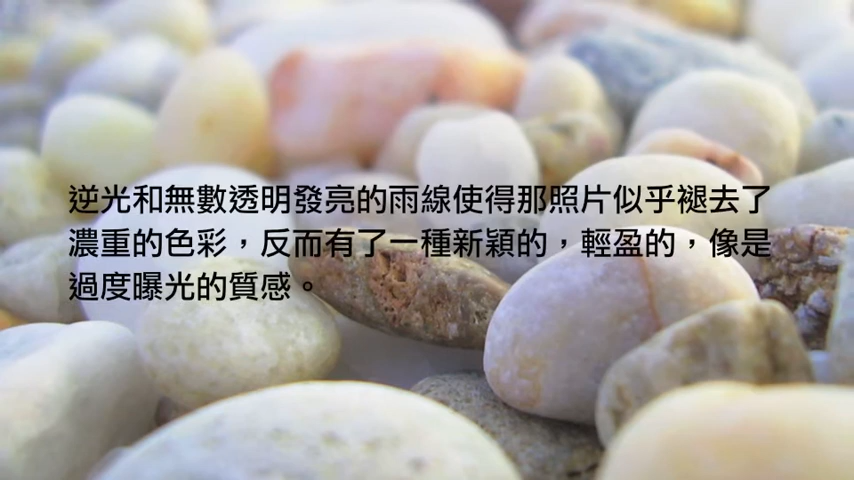 逆光和無數透明發亮的雨線使得那照片似乎褪去了
濃重的色彩，反而有了一種新穎的，輕盈的，像是
過度曝光的質感。